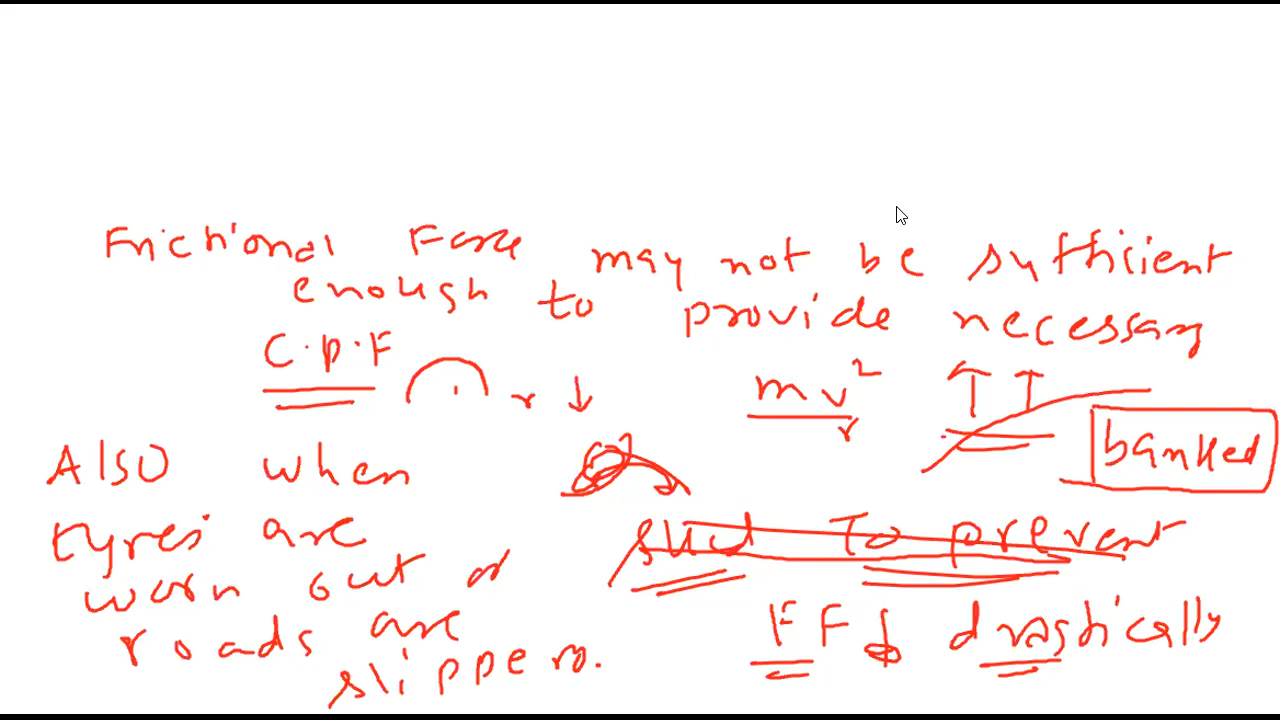 Frictional Force may not be sufficient
enough to provide necessary
C.P.F r ↓ mv²/r ↑↑
banked
Also when
tyres are
worn out or
roads are
slippery.
skid To prevent
FF↓ drastically